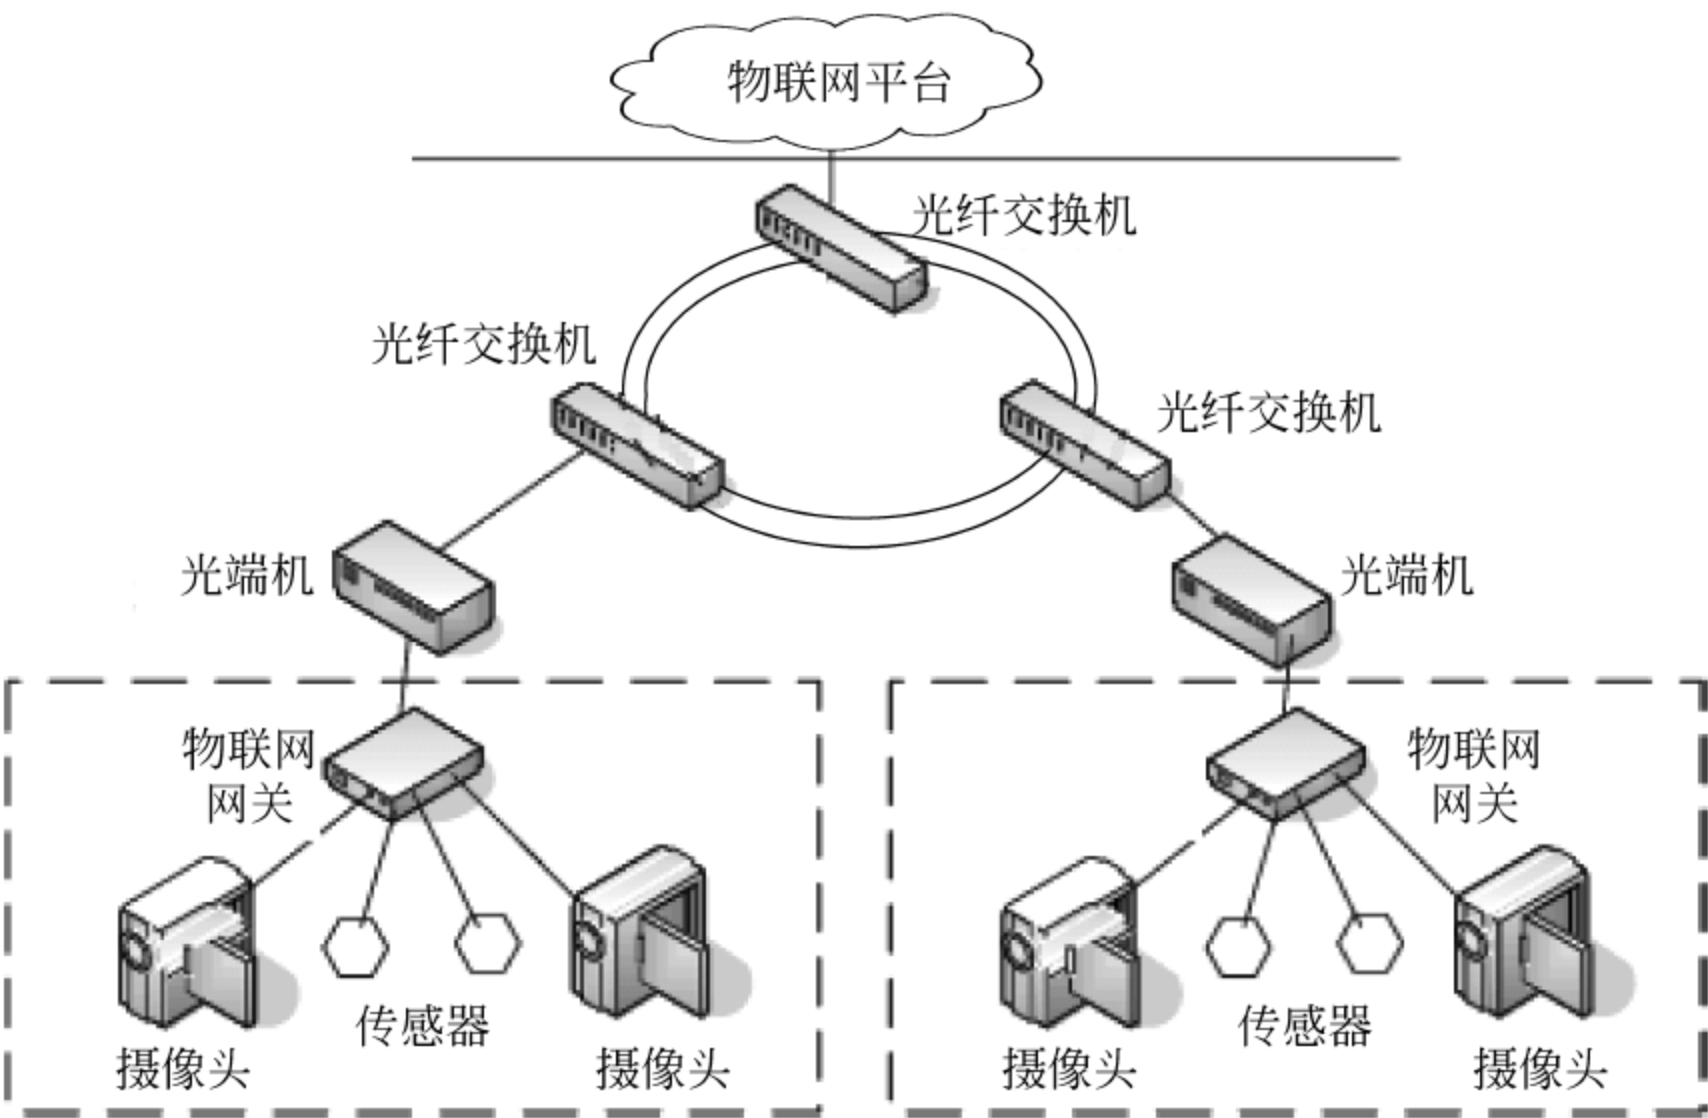 物联网平台
光纤交换机
光纤交换机
光纤交换机
光端机
光端机
物联网
网关
物联网
网关
传感器
传感器
摄像头
摄像头
摄像头
摄像头